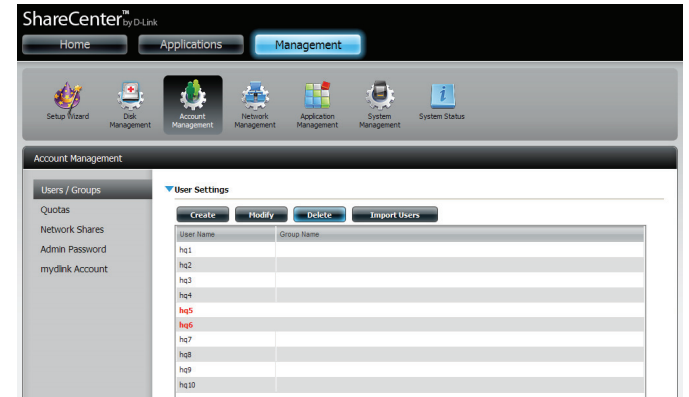 ShareCenter™ by D-Link
Home Applications Management
Setup Wizard Disk Management Account Management Network Management Application Management System Management System Status
Account Management
Users / Groups
Quotas
Network Shares
Admin Password
mydlink Account
User Settings
Create Modify Delete Import Users
User Name Group Name
hq1
hq2
hq3
hq4
hq5
hq6
hq7
hq8
hq9
hq10